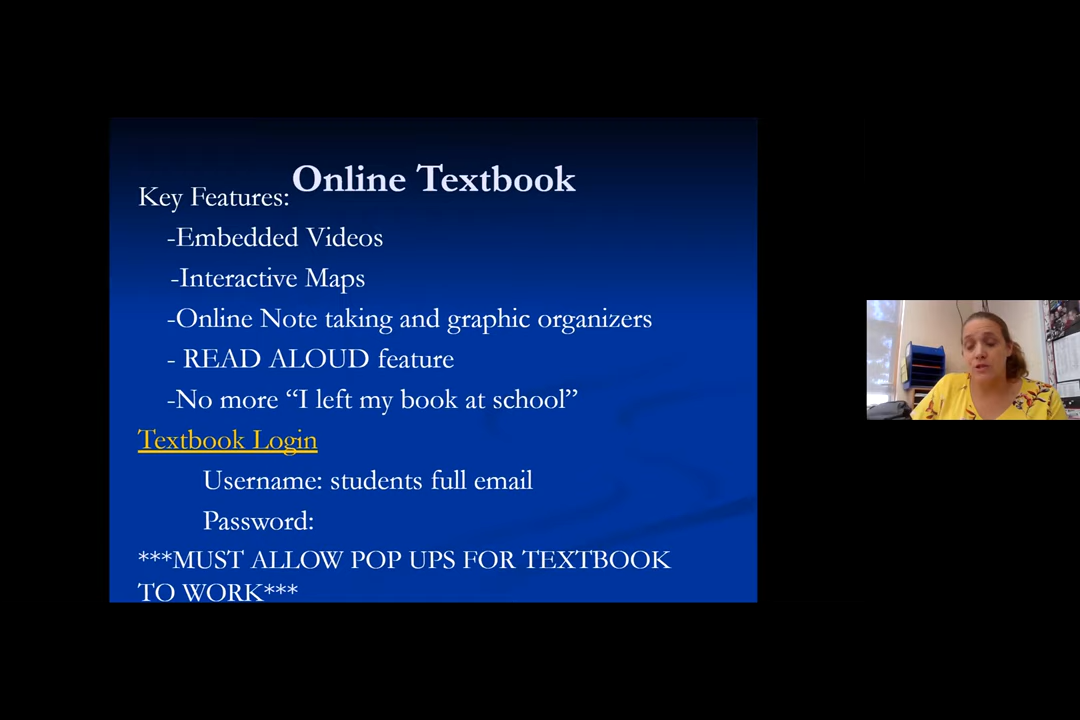 Online Textbook
Key Features:
-Embedded Videos
-Interactive Maps
-Online Note taking and graphic organizers
- READ ALOUD feature
-No more “I left my book at school”
Textbook Login
Username: students full email
Password:
***MUST ALLOW POP UPS FOR TEXTBOOK
TO WORK***